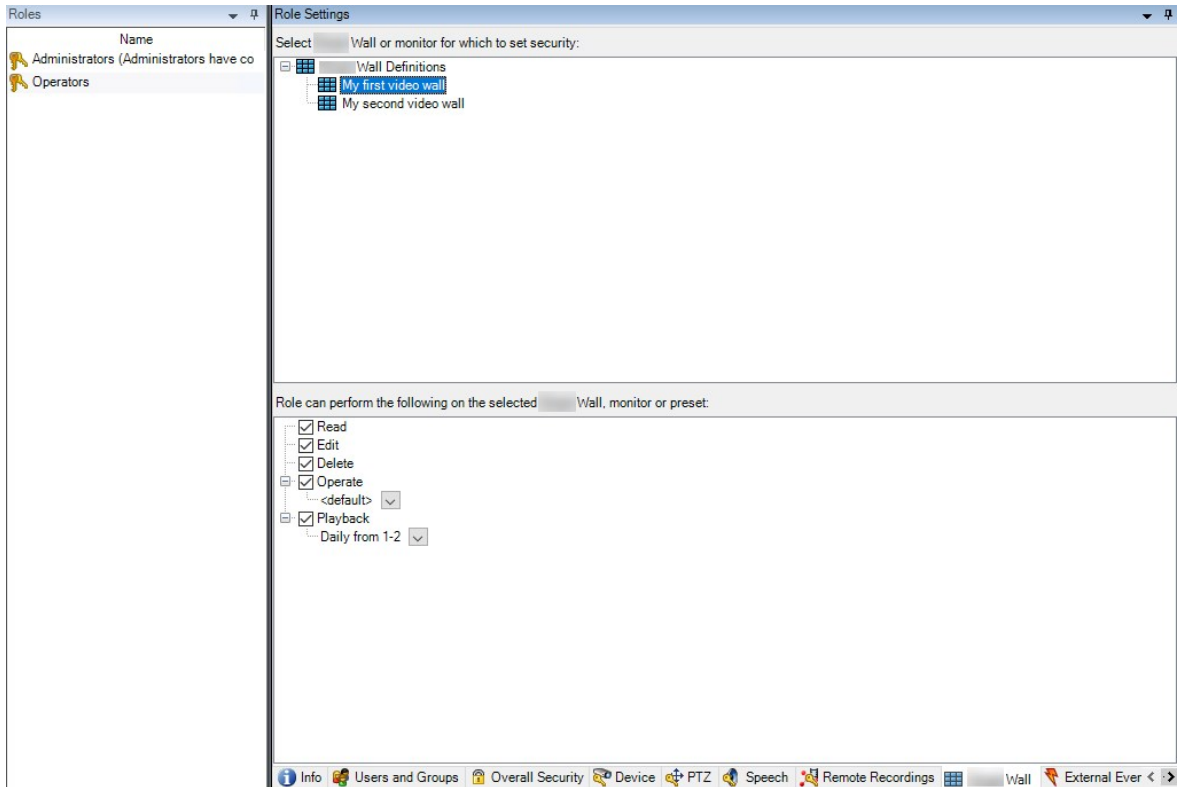 Roles
Name
Administrators (Administrators have co
Operators
Role Settings
Select Wall or monitor for which to set security:
Wall Definitions
My first video wall
My second video wall
Role can perform the following on the selected Wall, monitor or preset:
Read
Edit
Delete
Operate
<default>
Playback
Daily from 1-2
Info Users and Groups Overall Security Device PTZ Speech Remote Recordings Wall External Ever